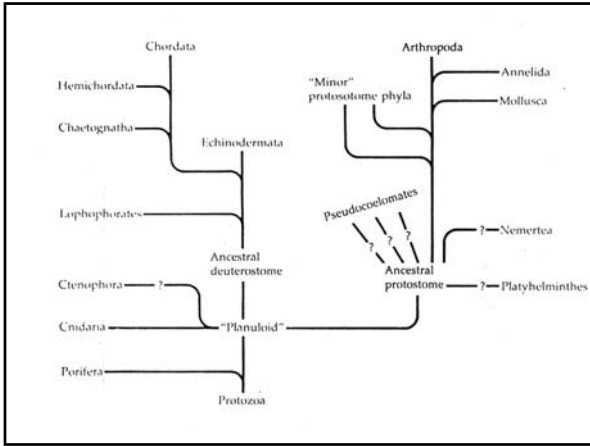 Chordata
Arthropoda
Hemichordata
"Minor"
protosotome phyla
Annelida
Mollusca
Chaetognatha
Echinodermata
Pseudocoelomates
Lophophorates
? ? ?
? Nemertea
Ancestral
deuterostome
Ancestral
protostome
Ctenophora ?
? Platyhelminthes
Cnidaria
"Planuloid"
Porifera
Protozoa